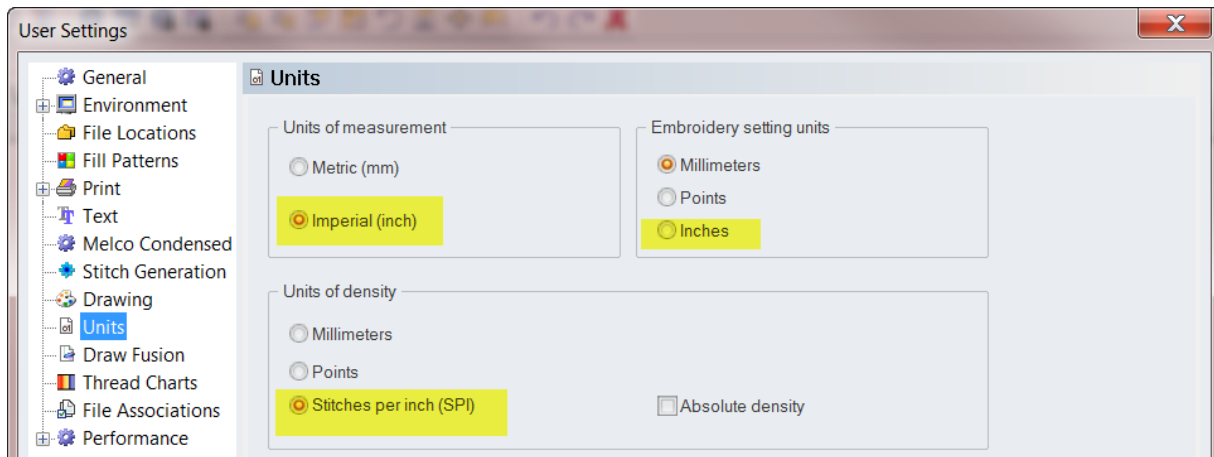 User Settings
General
Environment
File Locations
Fill Patterns
Print
Text
Melco Condensed
Stitch Generation
Drawing
Units
Draw Fusion
Thread Charts
File Associations
Performance
Units
Units of measurement
Metric (mm)
Imperial (inch)
Embroidery setting units
Millimeters
Points
Inches
Units of density
Millimeters
Points
Stitches per inch (SPI)
Absolute density